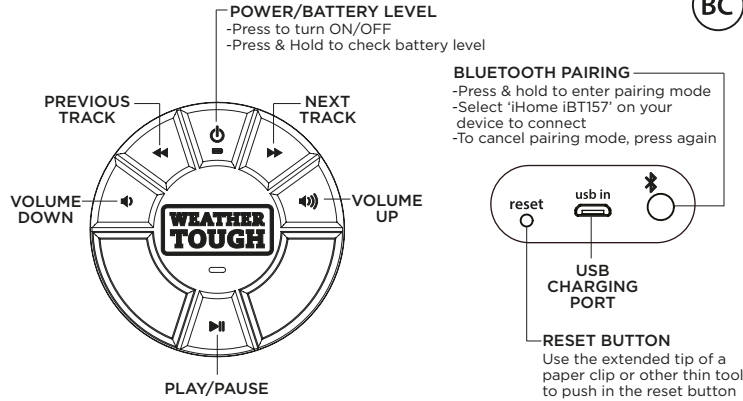 BC
POWER/BATTERY LEVEL
-Press to turn ON/OFF
-Press & Hold to check battery level
PREVIOUS
TRACK
NEXT
TRACK
VOLUME
DOWN
VOLUME
UP
WEATHER
TOUGH
PLAY/PAUSE
BLUETOOTH PAIRING
-Press & hold to enter pairing mode
-Select 'iHome iBT157' on your
device to connect
-To cancel pairing mode, press again
reset
usb in
USB
CHARGING
PORT
RESET BUTTON
Use the extended tip of a
paper clip or other thin tool
to push in the reset button